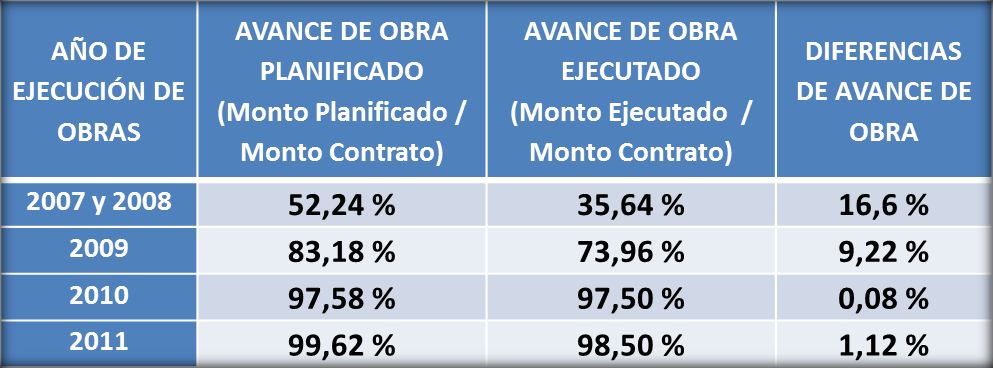 AÑO DE
EJECUCIÓN DE
OBRAS
AVANCE DE OBRA
PLANIFICADO
(Monto Planificado /
Monto Contrato)
AVANCE DE OBRA
EJECUTADO
(Monto Ejecutado /
Monto Contrato)
DIFERENCIAS
DE AVANCE DE
OBRA
2007 y 2008 52,24 % 35,64 % 16,6 %
2009 83,18 % 73,96 % 9,22 %
2010 97,58 % 97,50 % 0,08 %
2011 99,62 % 98,50 % 1,12 %